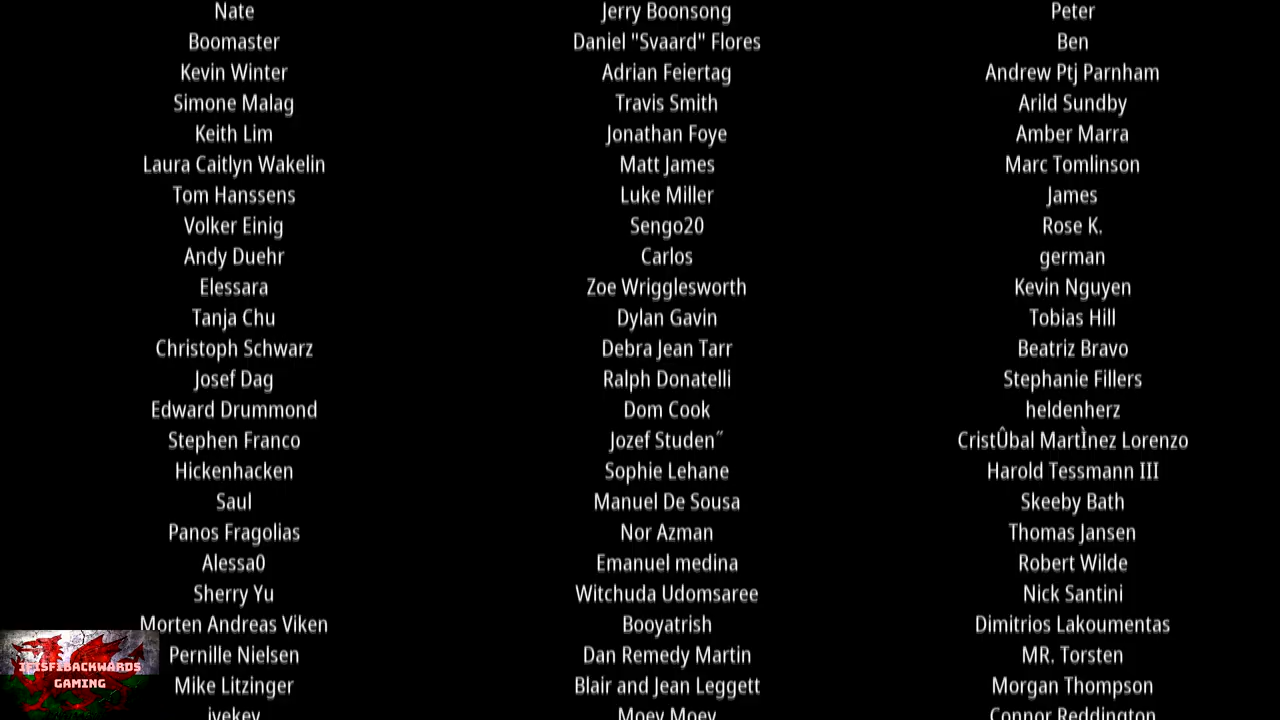 Nate
Boomaster
Kevin Winter
Simone Malag
Keith Lim
Laura Caitlyn Wakelin
Tom Hanssens
Volker Einig
Andy Duehr
Elessara
Tanja Chu
Christoph Schwarz
Josef Dag
Edward Drummond
Stephen Franco
Hickenhacken
Saul
Panos Fragolias
Alessa0
Sherry Yu
Morten Andreas Viken
Pernille Nielsen
Mike Litzinger
ivekey
Jerry Boonsong
Daniel "Svaard" Flores
Adrian Feiertag
Travis Smith
Jonathan Foye
Matt James
Luke Miller
Sengo20
Carlos
Zoe Wrigglesworth
Dylan Gavin
Debra Jean Tarr
Ralph Donatelli
Dom Cook
Jozef Studen˝
Sophie Lehane
Manuel De Sousa
Nor Azman
Emanuel medina
Witchuda Udomsaree
Booyatrish
Dan Remedy Martin
Blair and Jean Leggett
Moey Moey
Peter
Ben
Andrew Ptj Parnham
Arild Sundby
Amber Marra
Marc Tomlinson
James
Rose K.
german
Kevin Nguyen
Tobias Hill
Beatriz Bravo
Stephanie Fillers
heldenherz
CristÛbal MartÌnez Lorenzo
Harold Tessmann III
Skeeby Bath
Thomas Jansen
Robert Wilde
Nick Santini
Dimitrios Lakoumentas
MR. Torsten
Morgan Thompson
Connor Reddington
IFISFIBACKWARDS
GAMING